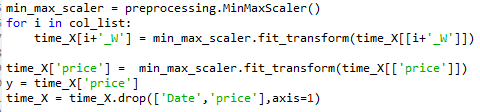 min_max_scaler = preprocessing.MinMaxScaler()
for i in col_list:
    time_X[i+'_W'] = min_max_scaler.fit_transform(time_X[[i+'_W']])
time_X['price'] =  min_max_scaler.fit_transform(time_X[['price']])
y = time_X['price']
time_X = time_X.drop(['Date','price'],axis=1)